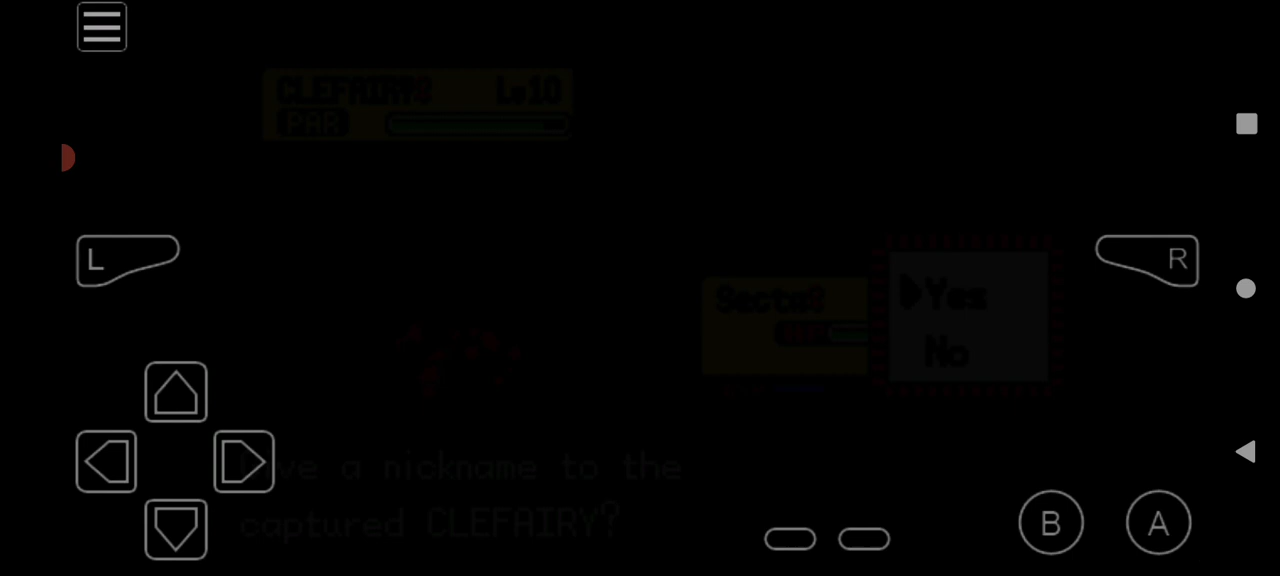 CLEFAIRY♀ Lv10
PAR
L
R
Yes
No
ve a nickname to the
captured CLEFAIRY?
B
A